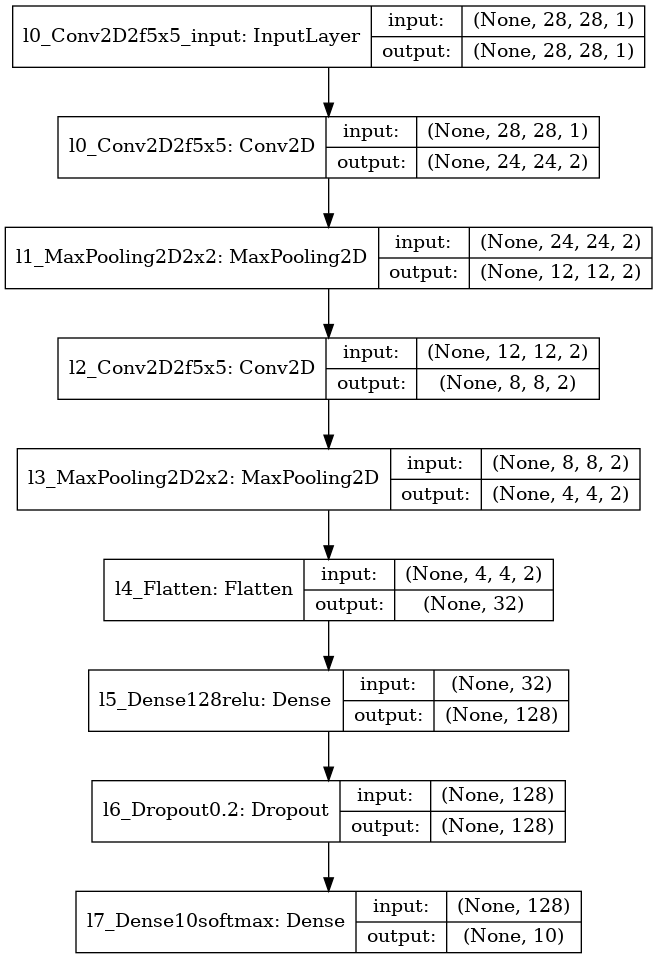 l0_Conv2D2f5x5_input: InputLayer
input: (None, 28, 28, 1)
output: (None, 28, 28, 1)
l0_Conv2D2f5x5: Conv2D
input: (None, 28, 28, 1)
output: (None, 24, 24, 2)
l1_MaxPooling2D2x2: MaxPooling2D
input: (None, 24, 24, 2)
output: (None, 12, 12, 2)
l2_Conv2D2f5x5: Conv2D
input: (None, 12, 12, 2)
output: (None, 8, 8, 2)
l3_MaxPooling2D2x2: MaxPooling2D
input: (None, 8, 8, 2)
output: (None, 4, 4, 2)
l4_Flatten: Flatten
input: (None, 4, 4, 2)
output: (None, 32)
l5_Dense128relu: Dense
input: (None, 32)
output: (None, 128)
l6_Dropout0.2: Dropout
input: (None, 128)
output: (None, 128)
l7_Dense10softmax: Dense
input: (None, 128)
output: (None, 10)